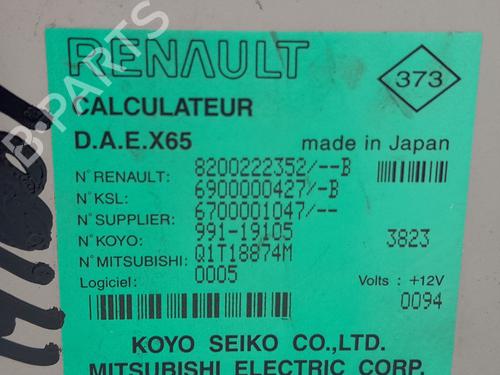 RENAULT
373
CALCULATEUR
D.A.E.X65
made in Japan
N° RENAULT: 8200222352/--B
N° KSL: 6900000427/-B
N° SUPPLIER: 6700001047/--
N° KOYO: 991-19105
3823
N° MITSUBISHI: Q1T18874M
Logiciel: 0005
Volts : +12V
0094
KOYO SEIKO CO.,LTD.
MITSUBISHI ELECTRIC CORP.